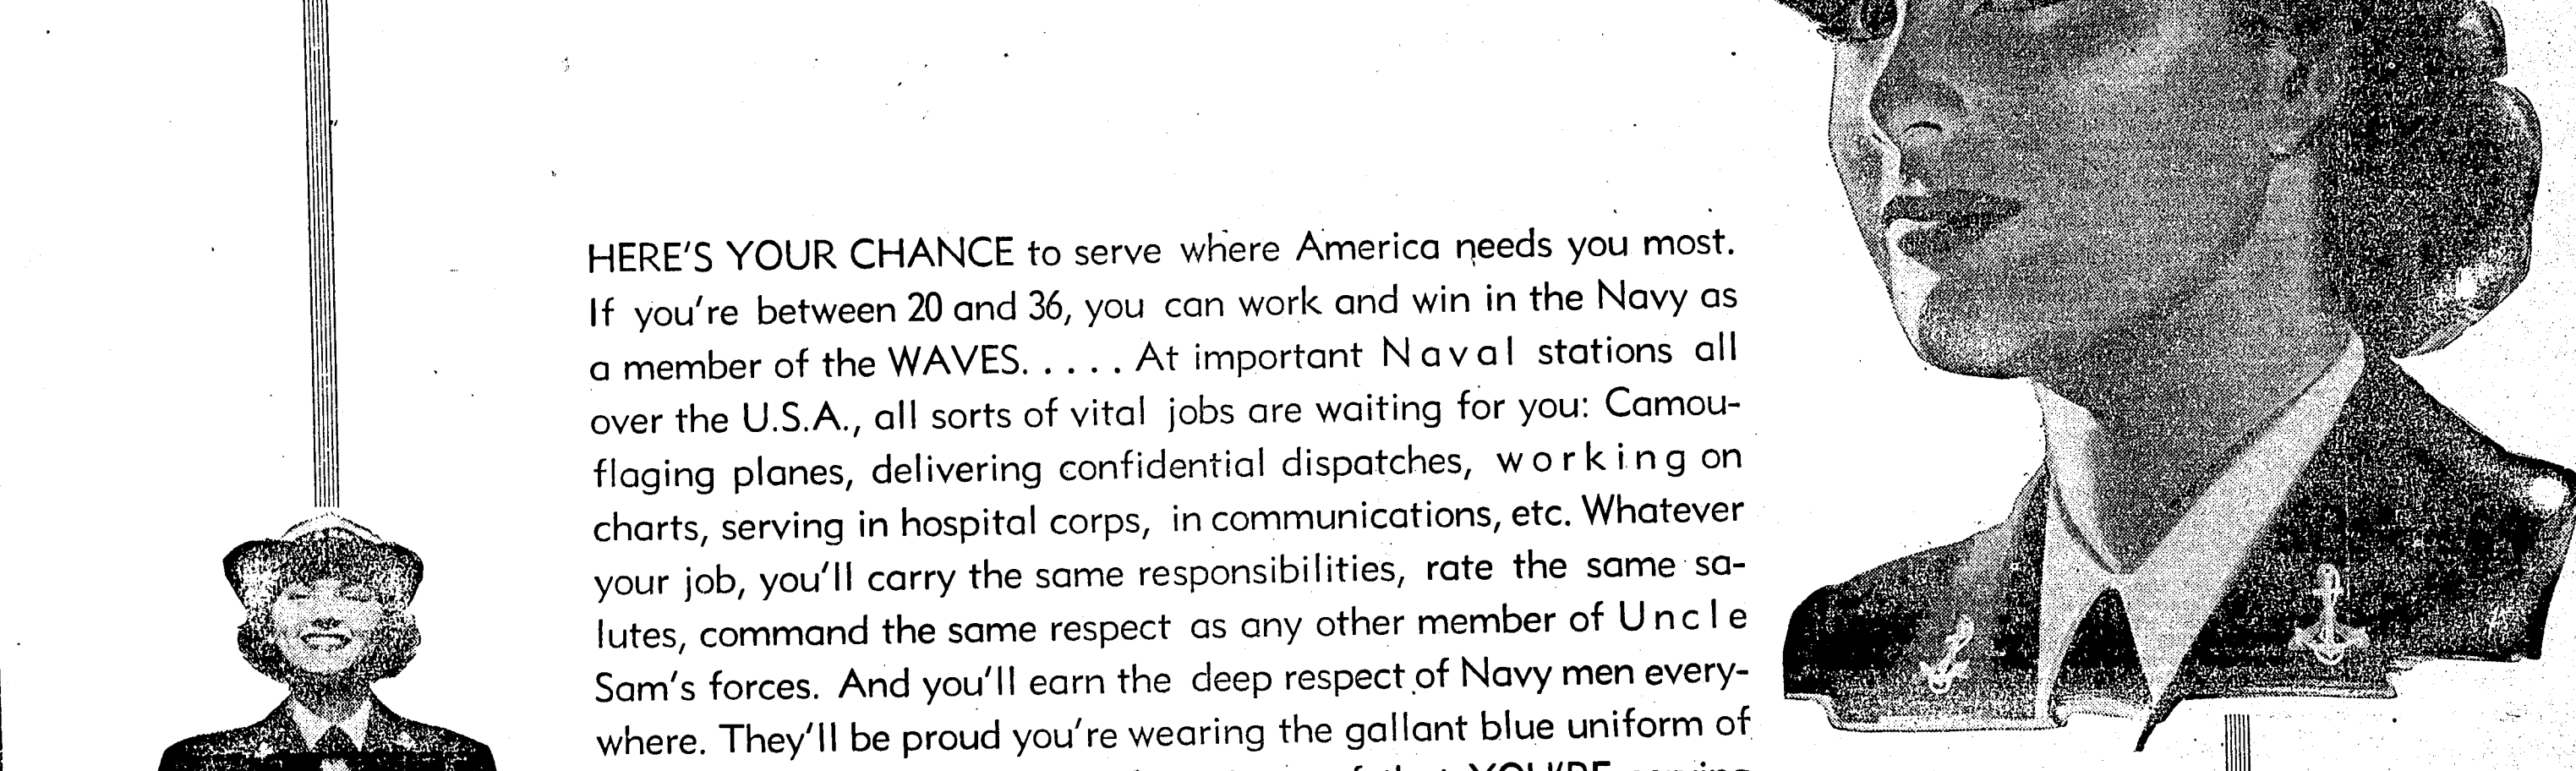 HERE'S YOUR CHANCE to serve where America needs you most.
If you're between 20 and 36, you can work and win in the Navy as
a member of the WAVES. . . . . At important Naval stations all
over the U.S.A., all sorts of vital jobs are waiting for you: Camou-
flaging planes, delivering confidential dispatches, working on
charts, serving in hospital corps, in communications, etc. Whatever
your job, you'll carry the same responsibilities, rate the same sa-
lutes, command the same respect as any other member of Uncle
Sam's forces. And you'll earn the deep respect of Navy men every-
where. They'll be proud you're wearing the gallant blue uniform of
that YOU'RE